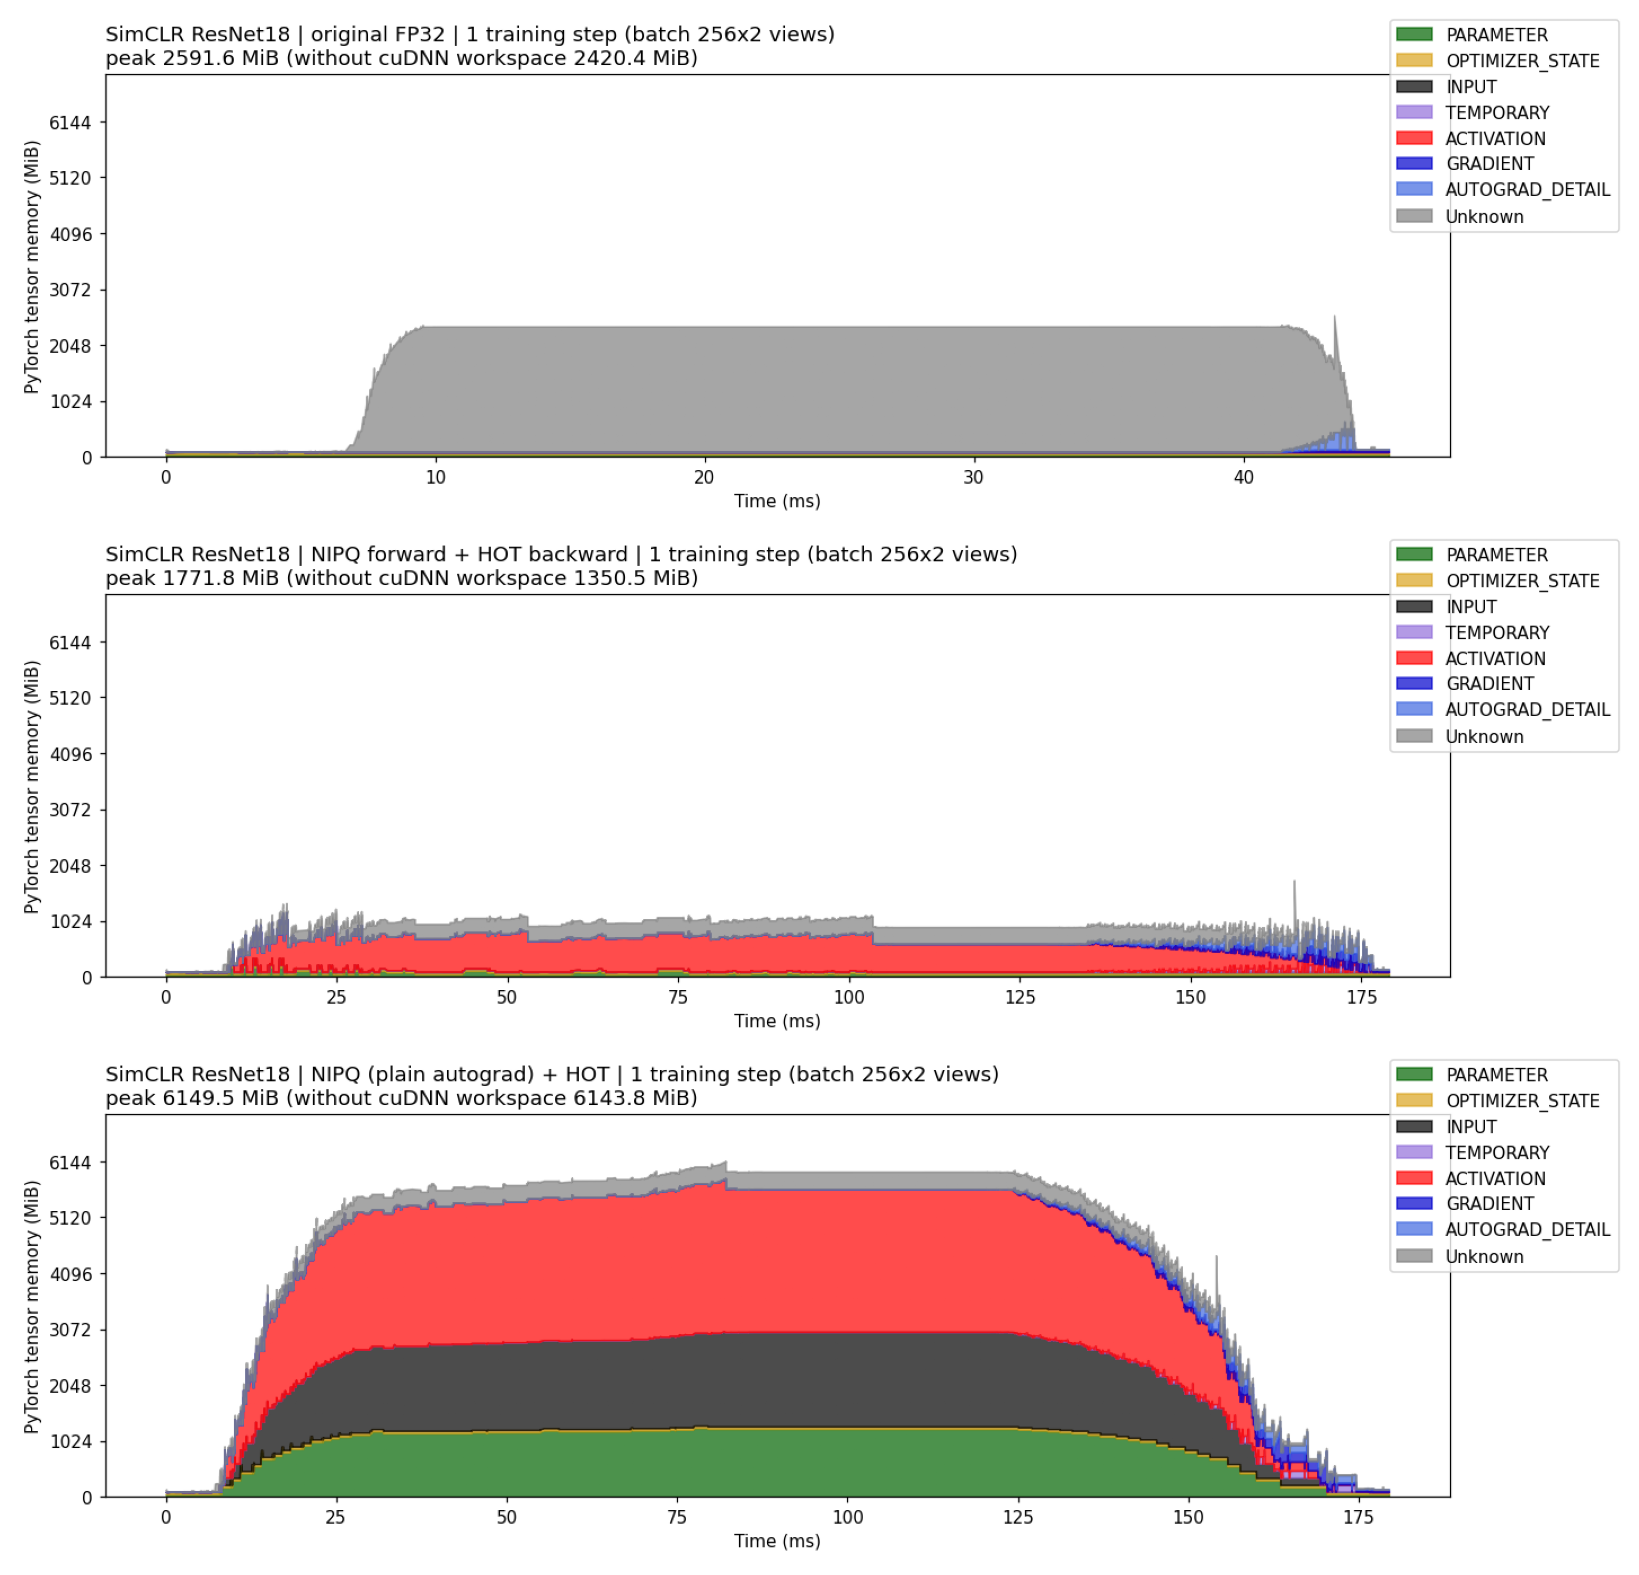 SimCLR ResNet18 | original FP32 | 1 training step (batch 256x2 views)
peak 2591.6 MiB (without cuDNN workspace 2420.4 MiB)
PARAMETER
OPTIMIZER_STATE
INPUT
TEMPORARY
ACTIVATION
GRADIENT
AUTOGRAD_DETAIL
Unknown
PyTorch tensor memory (MiB)
6144
5120
4096
3072
2048
1024
0
0 10 20 30 40
Time (ms)
SimCLR ResNet18 | NIPQ forward + HOT backward | 1 training step (batch 256x2 views)
peak 1771.8 MiB (without cuDNN workspace 1350.5 MiB)
PARAMETER
OPTIMIZER_STATE
INPUT
TEMPORARY
ACTIVATION
GRADIENT
AUTOGRAD_DETAIL
Unknown
PyTorch tensor memory (MiB)
6144
5120
4096
3072
2048
1024
0
0 25 50 75 100 125 150 175
Time (ms)
SimCLR ResNet18 | NIPQ (plain autograd) + HOT | 1 training step (batch 256x2 views)
peak 6149.5 MiB (without cuDNN workspace 6143.8 MiB)
PARAMETER
OPTIMIZER_STATE
INPUT
TEMPORARY
ACTIVATION
GRADIENT
AUTOGRAD_DETAIL
Unknown
PyTorch tensor memory (MiB)
6144
5120
4096
3072
2048
1024
0
0 25 50 75 100 125 150 175
Time (ms)